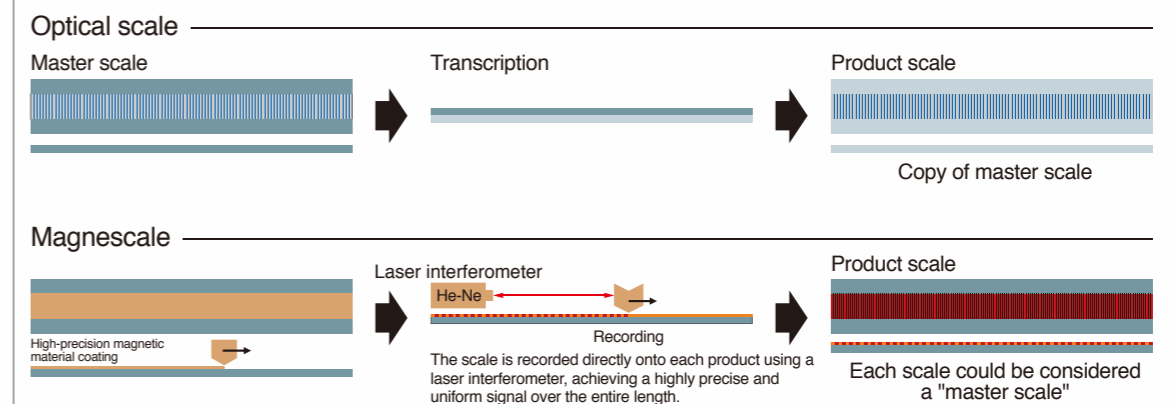 Optical scale
Master scale
Transcription
Product scale
Copy of master scale
Magnescale
Laser interferometer
Product scale
He-Ne
High-precision magnetic
material coating
Recording
The scale is recorded directly onto each product using a
laser interferometer, achieving a highly precise and
uniform signal over the entire length.
Each scale could be considered
a "master scale"